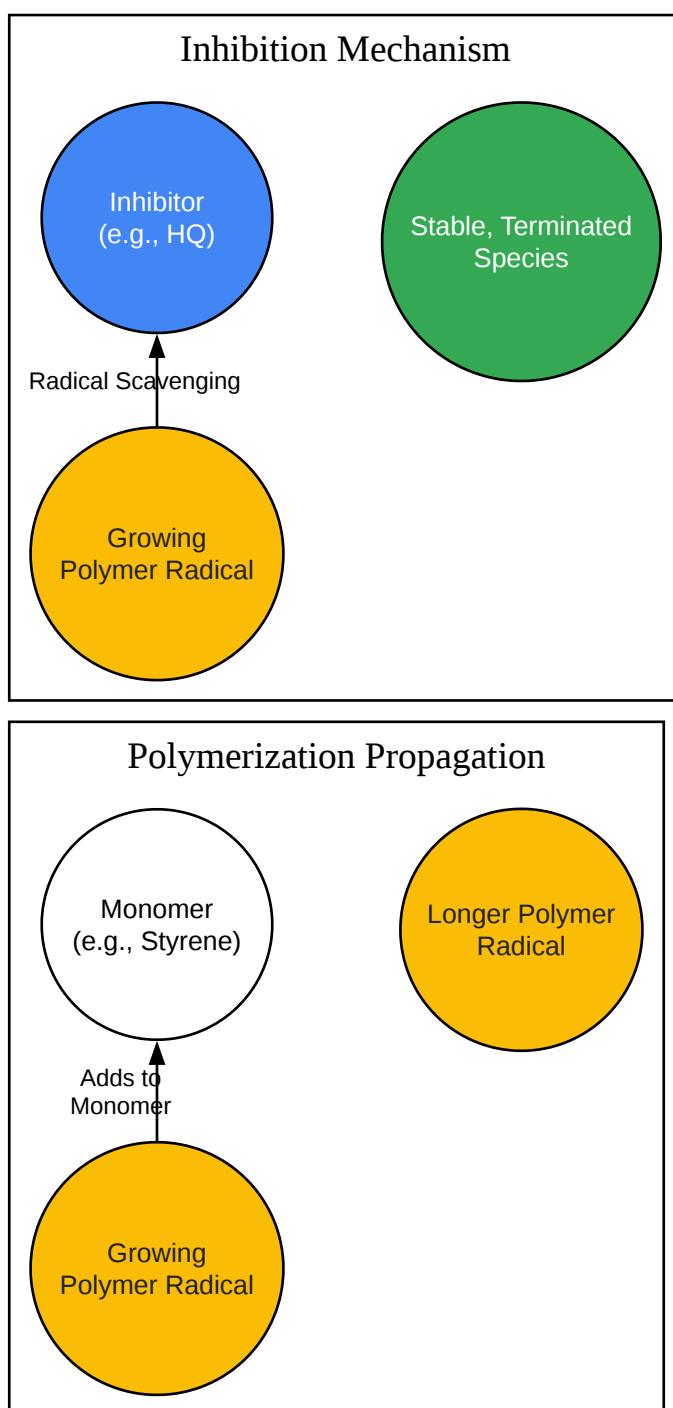 Inhibition Mechanism
Inhibitor
(e.g., HQ)
Stable, Terminated
Species
Radical Scavenging
Growing
Polymer Radical
Polymerization Propagation
Monomer
(e.g., Styrene)
Longer Polymer
Radical
Adds to
Monomer
Growing
Polymer Radical